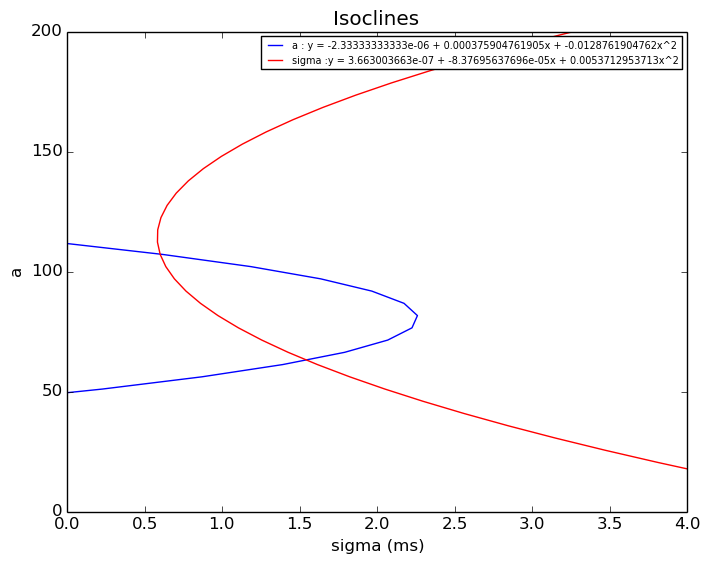 Isoclines
a : y = -2.33333333333e-06 + 0.000375904761905x + -0.0128761904762x^2
sigma :y = 3.663003663e-07 + -8.37695637696e-05x + 0.0053712953713x^2
200
150
100
50
0
a
0.0 0.5 1.0 1.5 2.0 2.5 3.0 3.5 4.0
sigma (ms)